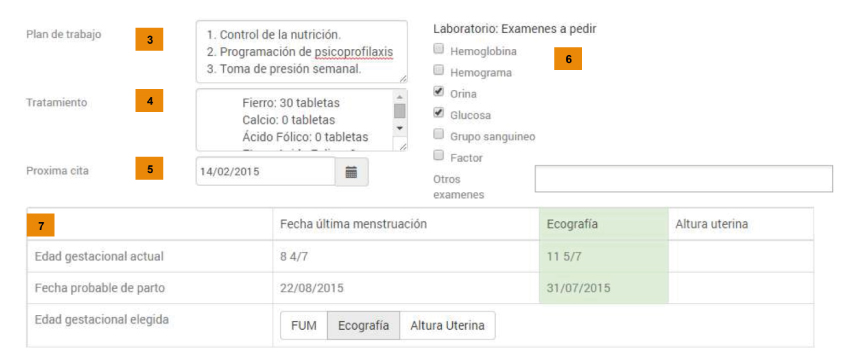 Plan de trabajo
3
1. Control de la nutrición.
2. Programación de psicoprofilaxis
3. Toma de presión semanal.
Tratamiento
4
Fierro: 30 tabletas
Calcio: 0 tabletas
Ácido Fólico: 0 tabletas
Proxima cita
5
14/02/2015
Laboratorio: Examenes a pedir
6
Hemoglobina
Hemograma
Orina
Glucosa
Grupo sanguineo
Factor
Otros
examenes
7
Fecha última menstruación
Ecografía
Altura uterina
Edad gestacional actual
8 4/7
11 5/7
Fecha probable de parto
22/08/2015
31/07/2015
Edad gestacional elegida
FUM
Ecografía
Altura Uterina